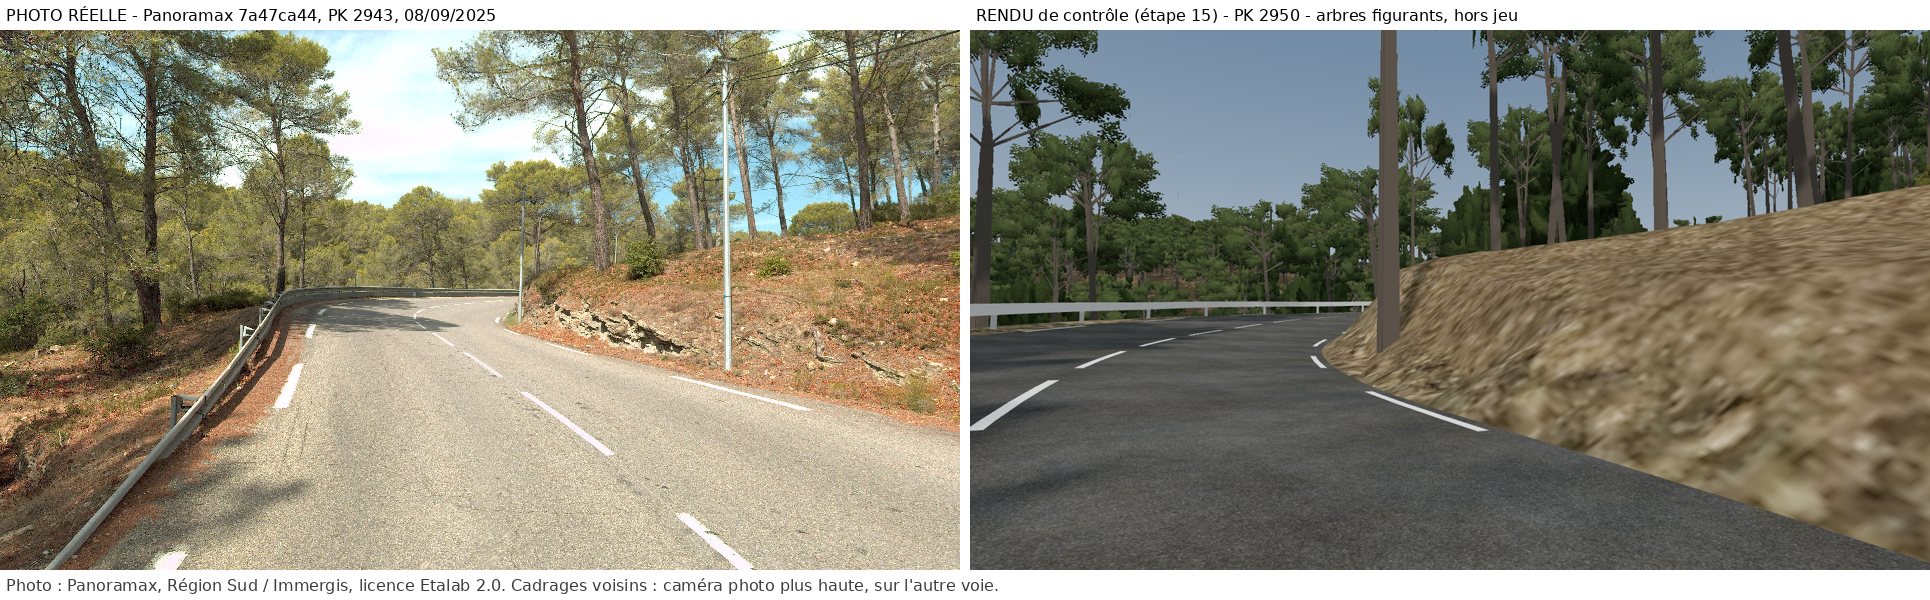 PHOTO RÉELLE - Panoramax 7a47ca44, PK 2943, 08/09/2025
RENDU de contrôle (étape 15) - PK 2950 - arbres figurants, hors jeu
Photo : Panoramax, Région Sud / Immergis, licence Etalab 2.0. Cadrages voisins : caméra photo plus haute, sur l'autre voie.